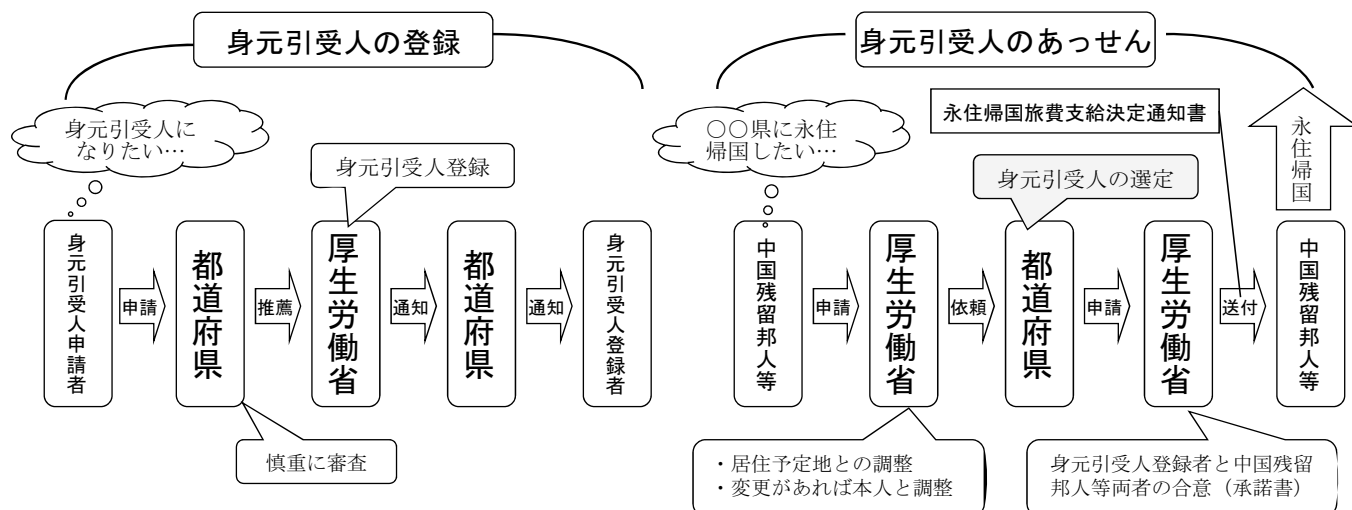 身元引受人の登録
身元引受人に
なりたい…
身元引受人登録
身元引受人申請者
申請
都道府県
推薦
厚生労働省
通知
都道府県
通知
身元引受人登録者
慎重に審査
身元引受人のあっせん
〇〇県に永住
帰国したい…
永住帰国旅費支給決定通知書
永住帰国
身元引受人の選定
中国残留邦人等
申請
厚生労働省
依頼
都道府県
申請
厚生労働省
送付
中国残留邦人等
・居住予定地との調整
・変更があれば本人と調整
身元引受人登録者と中国残留
邦人等両者の合意（承諾書）